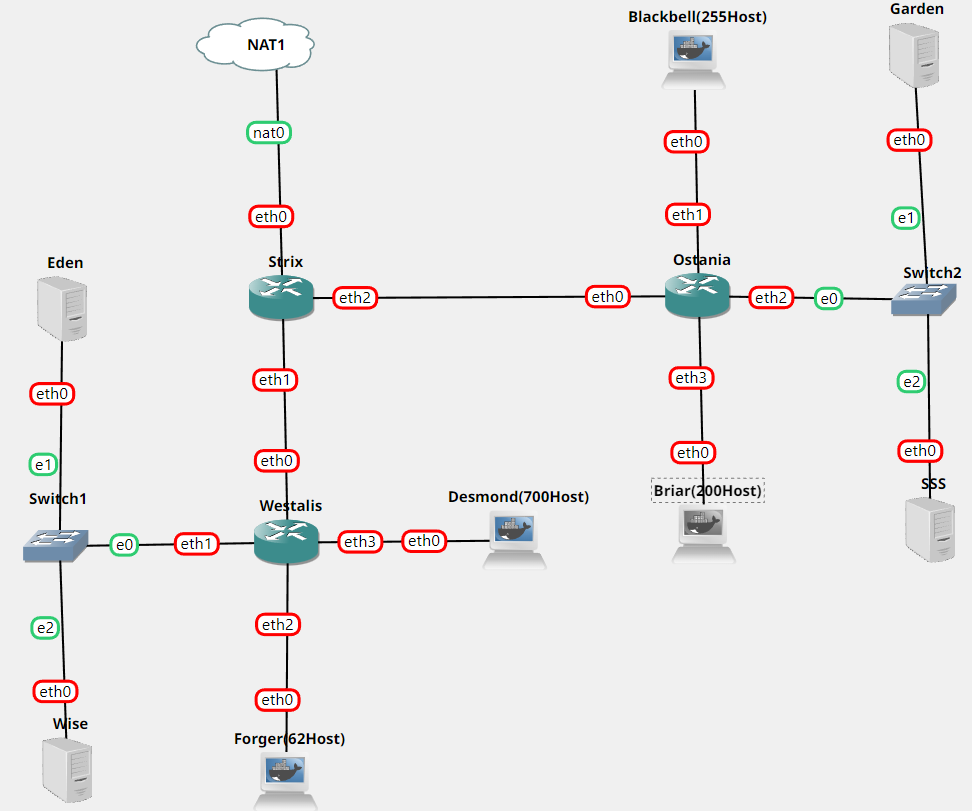 Blackbell(255Host)
Garden
NAT1
nat0
eth0
eth0
eth0
eth1
e1
Eden
Strix
Ostania
Switch2
eth2
eth0
eth2
e0
eth1
eth3
e2
eth0
e1
eth0
eth0
eth0
Switch1
Westalis
Desmond(700Host)
Briar(200Host)
SSS
e0
eth1
eth3
eth0
e2
eth2
eth0
eth0
Wise
Forger(62Host)